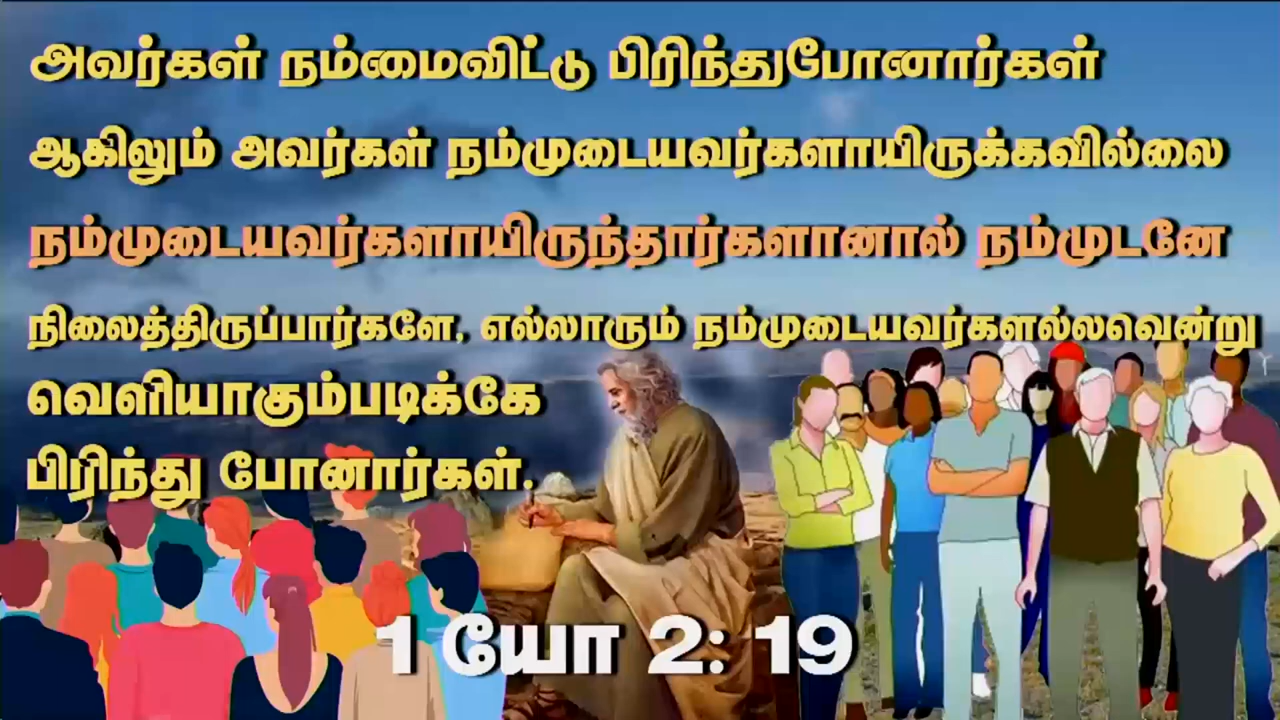 அவர்கள் நம்மைவிட்டு பிரிந்துபோனார்கள்
ஆகிலும் அவர்கள் நம்முடையவர்களாயிருக்கவில்லை
நம்முடையவர்களாயிருந்தார்களானால் நம்முடனே
நிலைத்திருப்பார்களே, எல்லாரும் நம்முடையவர்களல்லவென்று
வெளியாகும்படிக்கே
பிரிந்து போனார்கள்.
1 யோ 2: 19